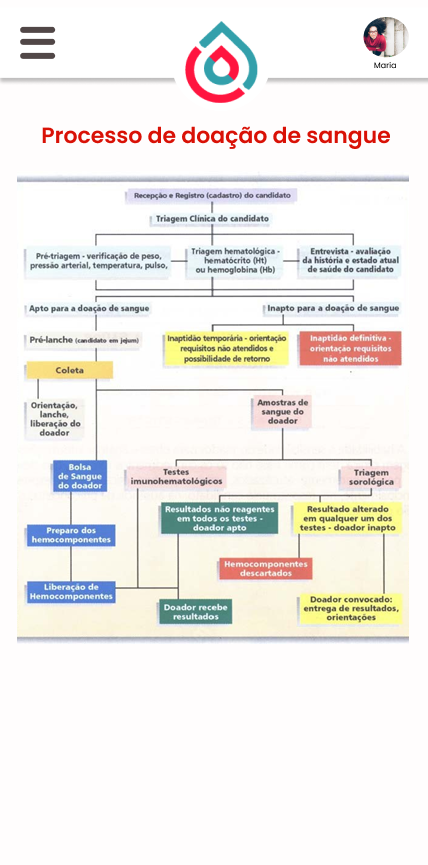 Maria
Processo de doação de sangue
Recepção e Registro (cadastro) do candidato
Triagem Clínica do candidato
Pré-triagem - verificação de peso,
pressão arterial, temperatura, pulso,
Triagem hematológica -
hematócrito (Ht)
ou hemoglobina (Hb)
Entrevista - avaliação
da história e estado atual
de saúde do candidato
Apto para a doação de sangue
Inapto para a doação de sangue
Pré-lanche (candidato em jejum)
Inaptidão temporária - orientação
requisitos não atendidos e
possibilidade de retorno
Inaptidão definitiva -
orientação requisitos
não atendidos
Coleta
Orientação,
lanche,
liberação do
doador
Amostras de
sangue do
doador
Bolsa
de Sangue
do doador
Testes
imunohematológicos
Triagem
sorológica
Resultados não reagentes
em todos os testes -
doador apto
Resultado alterado
em qualquer um dos
testes - doador inapto
Preparo dos
hemocomponentes
Hemocomponentes
descartados
Liberação de
Hemocomponentes
Doador recebe
resultados
Doador convocado:
entrega de resultados,
orientações